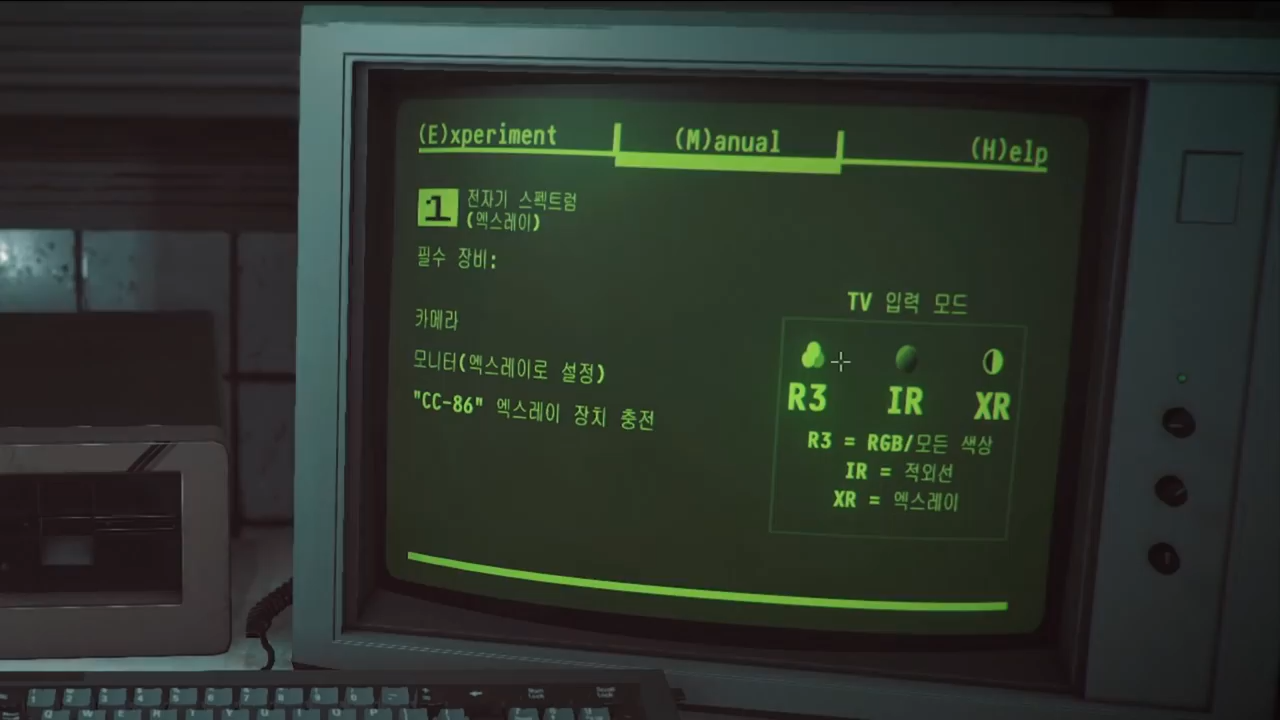 (E)xperiment (M)anual (H)elp
1 전자기 스펙트럼
(엑스레이)
필수 장비:
카메라
모니터(엑스레이로 설정)
"CC-86" 엑스레이 장치 충전
TV 입력 모드
R3 IR XR
R3 = RGB/모든 색상
IR = 적외선
XR = 엑스레이